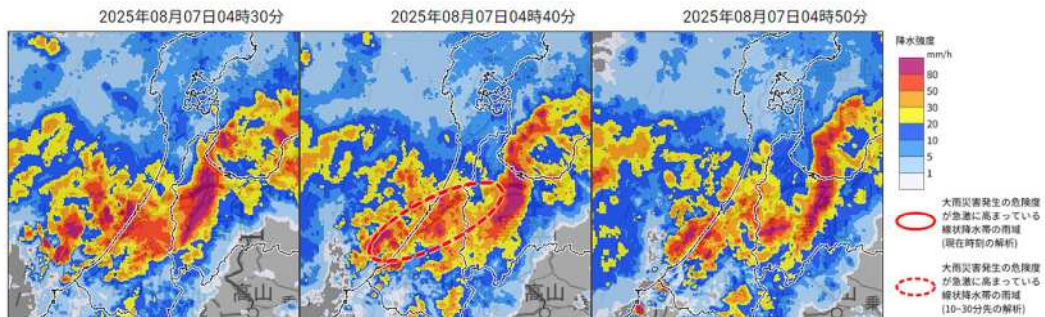 2025年08月07日04時30分
2025年08月07日04時40分
2025年08月07日04時50分
降水強度
mm/h
80
50
30
20
10
5
1
大雨災害発生の危険度
が急激に高まっている
線状降水帯の雨域
(現在時刻の解析)
大雨災害発生の危険度
が急激に高まっている
線状降水帯の雨域
(10~30分先の解析)
高山
高山
山
乗